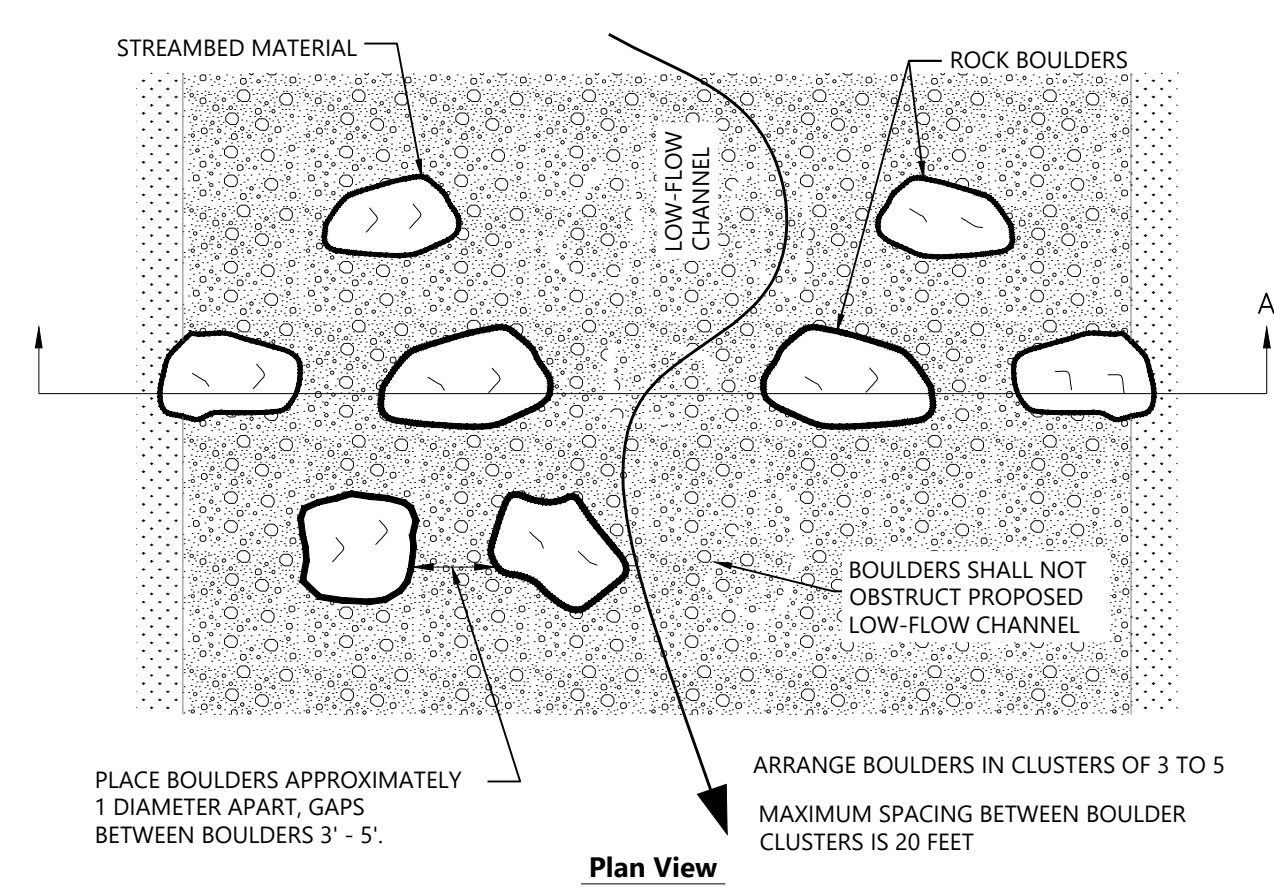 STREAMBED MATERIAL
ROCK BOULDERS
LOW-FLOW
CHANNEL
A
BOULDERS SHALL NOT
OBSTRUCT PROPOSED
LOW-FLOW CHANNEL
PLACE BOULDERS APPROXIMATELY
1 DIAMETER APART, GAPS
BETWEEN BOULDERS 3' - 5'.
ARRANGE BOULDERS IN CLUSTERS OF 3 TO 5
MAXIMUM SPACING BETWEEN BOULDER
CLUSTERS IS 20 FEET
Plan View